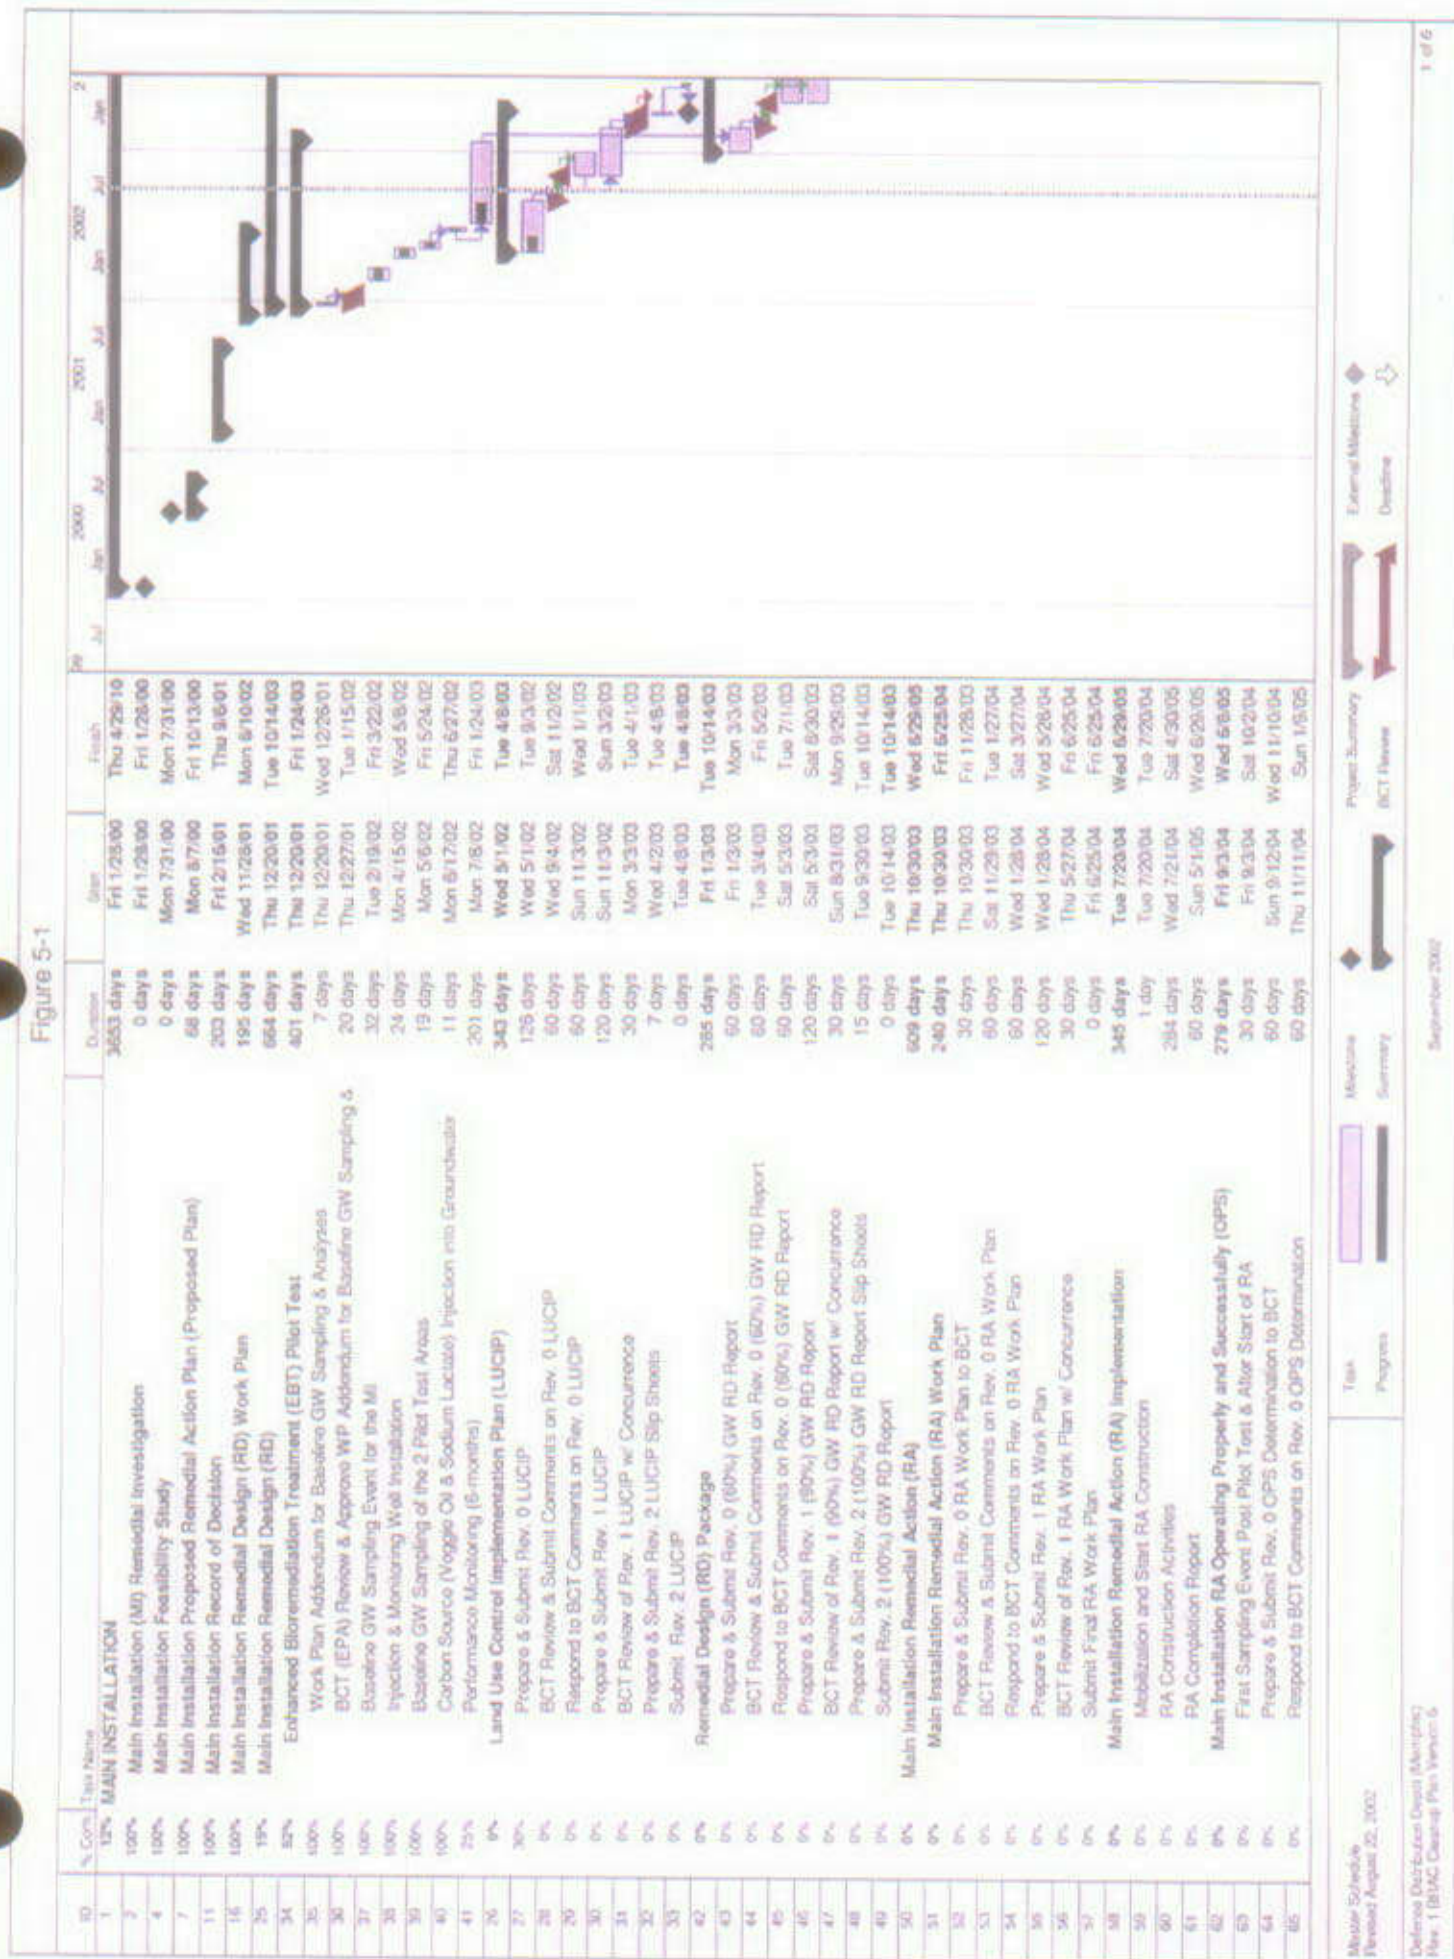 Figure 5-1
ID % Com Task Name Duration Start Finish
99 2000 2001 2002 2
Jul Jan Jul Jan Jul Jan Jul Jan
1 12% MAIN INSTALLATION 3653 days Fri 1/28/00 Thu 4/29/10
2 100% Main Installation (MI) Remedial Investigation 0 days Fri 1/28/00 Fri 1/28/00
4 100% Main Installation Feasibility Study 0 days Mon 7/31/00 Mon 7/31/00
7 100% Main Installation Proposed Remedial Action Plan (Proposed Plan) 68 days Mon 8/7/00 Fri 10/13/00
11 100% Main Installation Record of Decision 203 days Fri 2/16/01 Thu 9/6/01
16 100% Main Installation Remedial Design (RD) Work Plan 195 days Wed 11/28/01 Mon 6/10/02
25 19% Main Installation Remedial Design (RD) 664 days Thu 12/20/01 Tue 10/14/03
34 52% Enhanced Bioremediation Treatment (EBT) Pilot Test 401 days Thu 12/20/01 Fri 1/24/03
35 100% Work Plan Addendum for Baseline GW Sampling & Analyses 7 days Thu 12/20/01 Wed 12/26/01
36 100% BCT (EPA) Review & Approve WP Addendum for Baseline GW Sampling & 20 days Thu 12/27/01 Tue 1/15/02
37 100% Baseline GW Sampling Event for the MI 32 days Tue 2/19/02 Fri 3/22/02
38 100% Injection & Monitoring Well Installation 24 days Mon 4/15/02 Wed 5/8/02
39 100% Baseline GW Sampling of the 2 Pilot Test Areas 19 days Mon 5/6/02 Fri 5/24/02
40 100% Carbon Source (Veggie Oil & Sodium Lactate) Injection into Groundwater 11 days Mon 6/17/02 Thu 6/27/02
41 25% Performance Monitoring (6-months) 201 days Mon 7/8/02 Fri 1/24/03
26 9% Land Use Control Implementation Plan (LUCIP) 343 days Wed 5/1/02 Tue 4/8/03
27 30% Prepare & Submit Rev. 0 LUCIP 126 days Wed 5/1/02 Tue 9/3/02
28 0% BCT Review & Submit Comments on Rev. 0 LUCIP 60 days Wed 9/4/02 Sat 11/2/02
29 0% Respond to BCT Comments on Rev. 0 LUCIP 60 days Sun 11/3/02 Wed 1/1/03
30 0% Prepare & Submit Rev. 1 LUCIP 120 days Sun 11/3/02 Sun 3/2/03
31 0% BCT Review of Rev. 1 LUCIP w/ Concurrence 30 days Mon 3/3/03 Tue 4/1/03
32 0% Prepare & Submit Rev. 2 LUCIP Slip Sheets 7 days Wed 4/2/03 Tue 4/8/03
33 0% Submit Rev. 2 LUCIP 0 days Tue 4/8/03 Tue 4/8/03
42 0% Remedial Design (RD) Package 285 days Fri 1/3/03 Tue 10/14/03
43 0% Prepare & Submit Rev. 0 (60%) GW RD Report 60 days Fri 1/3/03 Mon 3/3/03
44 0% BCT Review & Submit Comments on Rev. 0 (60%) GW RD Report 60 days Tue 3/4/03 Fri 5/2/03
45 0% Respond to BCT Comments on Rev. 0 (60%) GW RD Report 60 days Sat 5/3/03 Tue 7/1/03
46 0% Prepare & Submit Rev. 1 (90%) GW RD Report 120 days Sat 5/3/03 Sat 8/30/03
47 0% BCT Review of Rev. 1 (90%) GW RD Report w/ Concurrence 30 days Sun 8/31/03 Mon 9/29/03
48 0% Prepare & Submit Rev. 2 (100%) GW RD Report Slip Sheets 15 days Tue 9/30/03 Tue 10/14/03
49 0% Submit Rev. 2 (100%) GW RD Report 0 days Tue 10/14/03 Tue 10/14/03
50 0% Main Installation Remedial Action (RA) 609 days Thu 10/30/03 Wed 6/29/05
51 0% Main Installation Remedial Action (RA) Work Plan 240 days Thu 10/30/03 Fri 6/25/04
52 0% Prepare & Submit Rev. 0 RA Work Plan to BCT 30 days Thu 10/30/03 Fri 11/28/03
53 0% BCT Review & Submit Comments on Rev. 0 RA Work Plan 60 days Sat 11/29/03 Tue 1/27/04
54 0% Respond to BCT Comments on Rev. 0 RA Work Plan 60 days Wed 1/28/04 Sat 3/27/04
55 0% Prepare & Submit Rev. 1 RA Work Plan 120 days Wed 1/28/04 Wed 5/26/04
56 0% BCT Review of Rev. 1 RA Work Plan w/ Concurrence 30 days Thu 5/27/04 Fri 6/25/04
57 0% Submit Final RA Work Plan 0 days Fri 6/25/04 Fri 6/25/04
58 0% Main Installation Remedial Action (RA) Implementation 345 days Tue 7/20/04 Wed 6/29/05
59 0% Mobilization and Start RA Construction 1 day Tue 7/20/04 Tue 7/20/04
60 0% RA Construction Activities 284 days Wed 7/21/04 Sat 4/30/05
61 0% RA Completion Report 60 days Sun 5/1/05 Wed 6/29/05
62 0% Main Installation RA Operating Properly and Successfully (OPS) 279 days Fri 9/3/04 Wed 6/8/05
63 0% First Sampling Event Post Pilot Test & After Start of RA 30 days Fri 9/3/04 Sat 10/2/04
64 0% Prepare & Submit Rev. 0 OPS Determination to BCT 60 days Sun 9/12/04 Wed 11/10/04
65 0% Respond to BCT Comments on Rev. 0 OPS Determination 60 days Thu 11/11/04 Sun 1/9/05
Master Schedule
Revised August 22, 2002
Task Milestone Project Summary External Milestone
Progress Summary BCT Review Deadline
Defense Distribution Depot (Memphis)
BRAC Cleanup Plan Version 6
September 2002
1 of 6